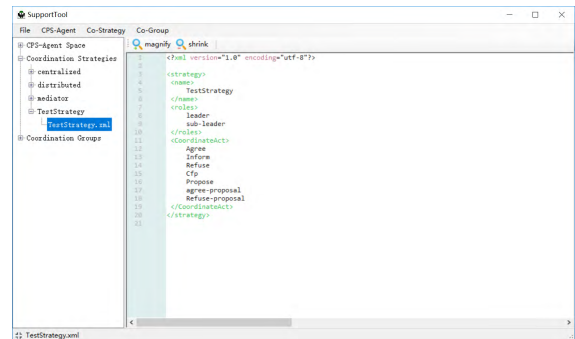 SupportTool
File CPS-Agent Co-Strategy Co-Group
CPS-Agent Space
Coordination Strategies
centralized
distributed
mediator
TestStrategy
TestStrategy.xml
Coordination Groups
magnify shrink
1 <?xml version="1.0" encoding="utf-8"?>
2
3 <strategy>
4 <name>
5 TestStrategy
6 </name>
7 <roles>
8 leader
9 sub-leader
10 </roles>
11 <CoordinateAct>
12 Agree
13 Inform
14 Refuse
15 Cfp
16 Propose
17 agree-proposal
18 Refuse-proposal
19 </CoordinateAct>
20 </strategy>
21
TestStrategy.xml